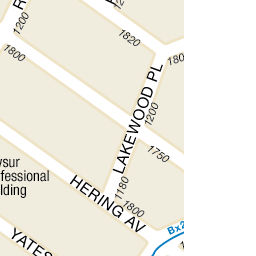 1200
1820
180
1800
LAKEWOOD PL
1200
1750
ysur
fessional
lding
1180
HERING AV
1800
Bx2
YATES